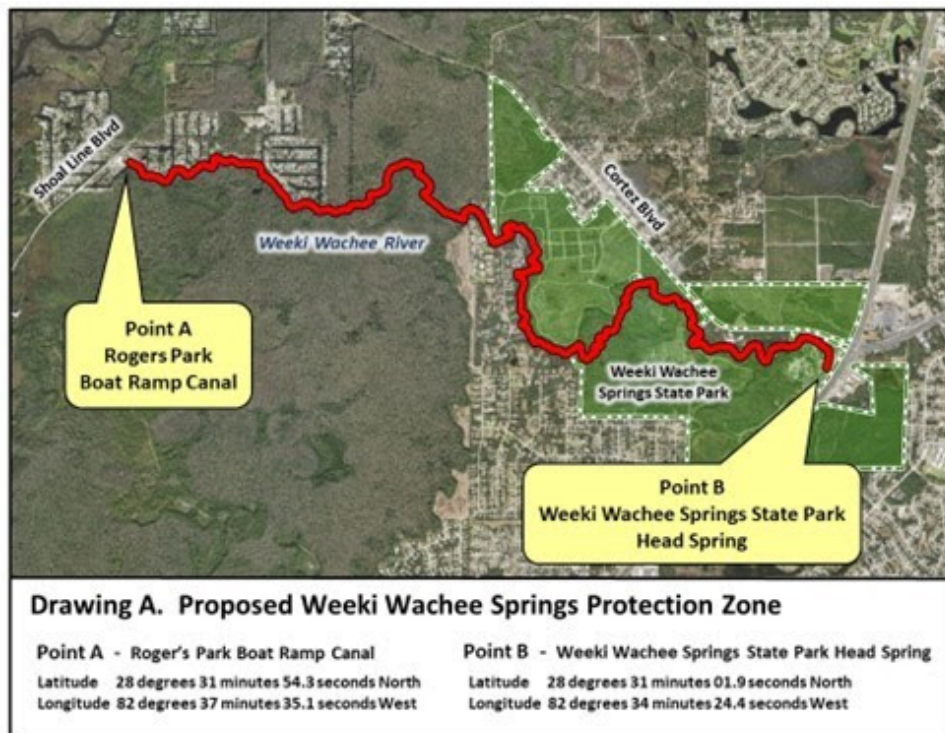 Shoal Line Blvd
Cortez Blvd
Weeki Wachee River
Point A
Rogers Park
Boat Ramp Canal
Weeki Wachee
Springs State Park
Point B
Weeki Wachee Springs State Park
Head Spring
Drawing A. Proposed Weeki Wachee Springs Protection Zone
Point A - Roger's Park Boat Ramp Canal
Latitude 28 degrees 31 minutes 54.3 seconds North
Longitude 82 degrees 37 minutes 35.1 seconds West
Point B - Weeki Wachee Springs State Park Head Spring
Latitude 28 degrees 31 minutes 01.9 seconds North
Longitude 82 degrees 34 minutes 24.4 seconds West